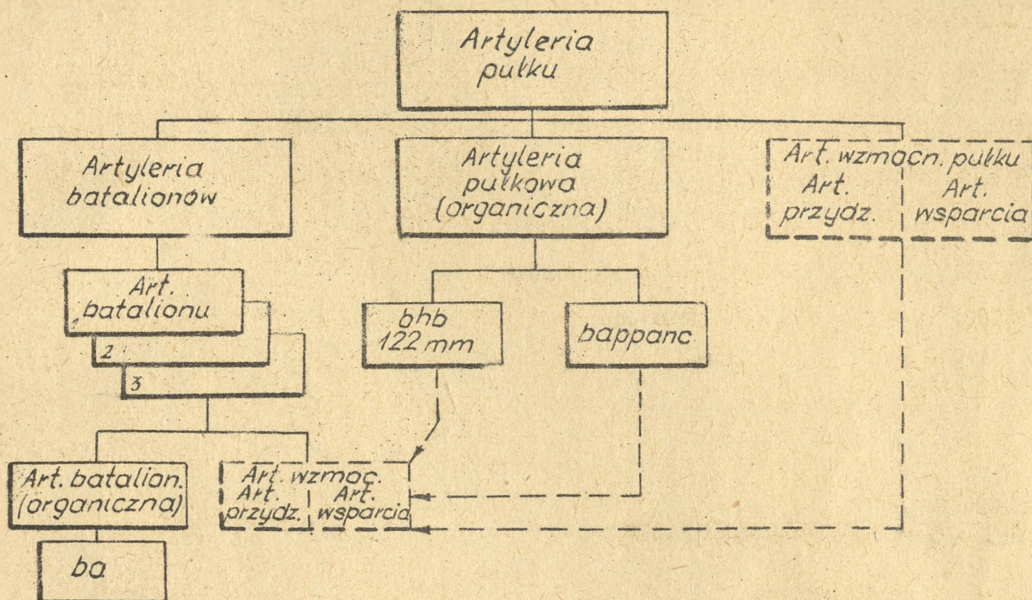 Artyleria
pułku
Artyleria
batalionów
Artyleria
pułkowa
(organiczna)
Art. wzmocn. pułku
Art. Art.
przydz. wsparcia
Art.
batalionu
1
2
3
bhb
122 mm
bappanc
Art. batalion.
(organiczna)
Art. wzmoc.
Art. Art.
przydz. wsparcia
ba